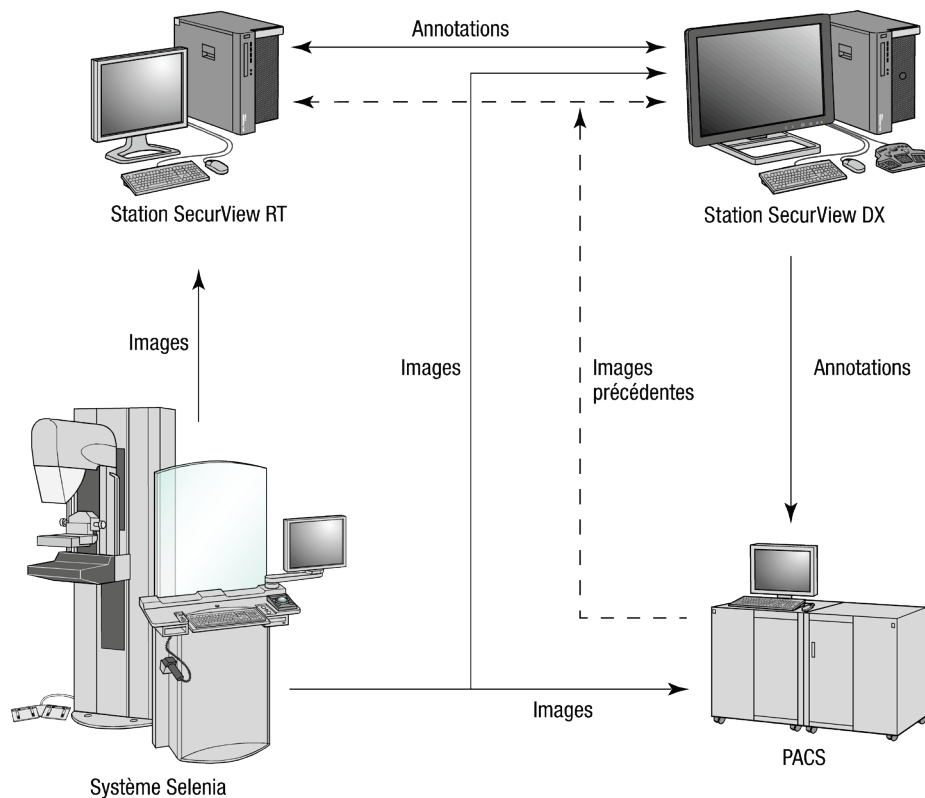 Annotations
Station SecurView RT
Station SecurView DX
Images
Images
Images
précédentes
Annotations
Images
PACS
Système Selenia